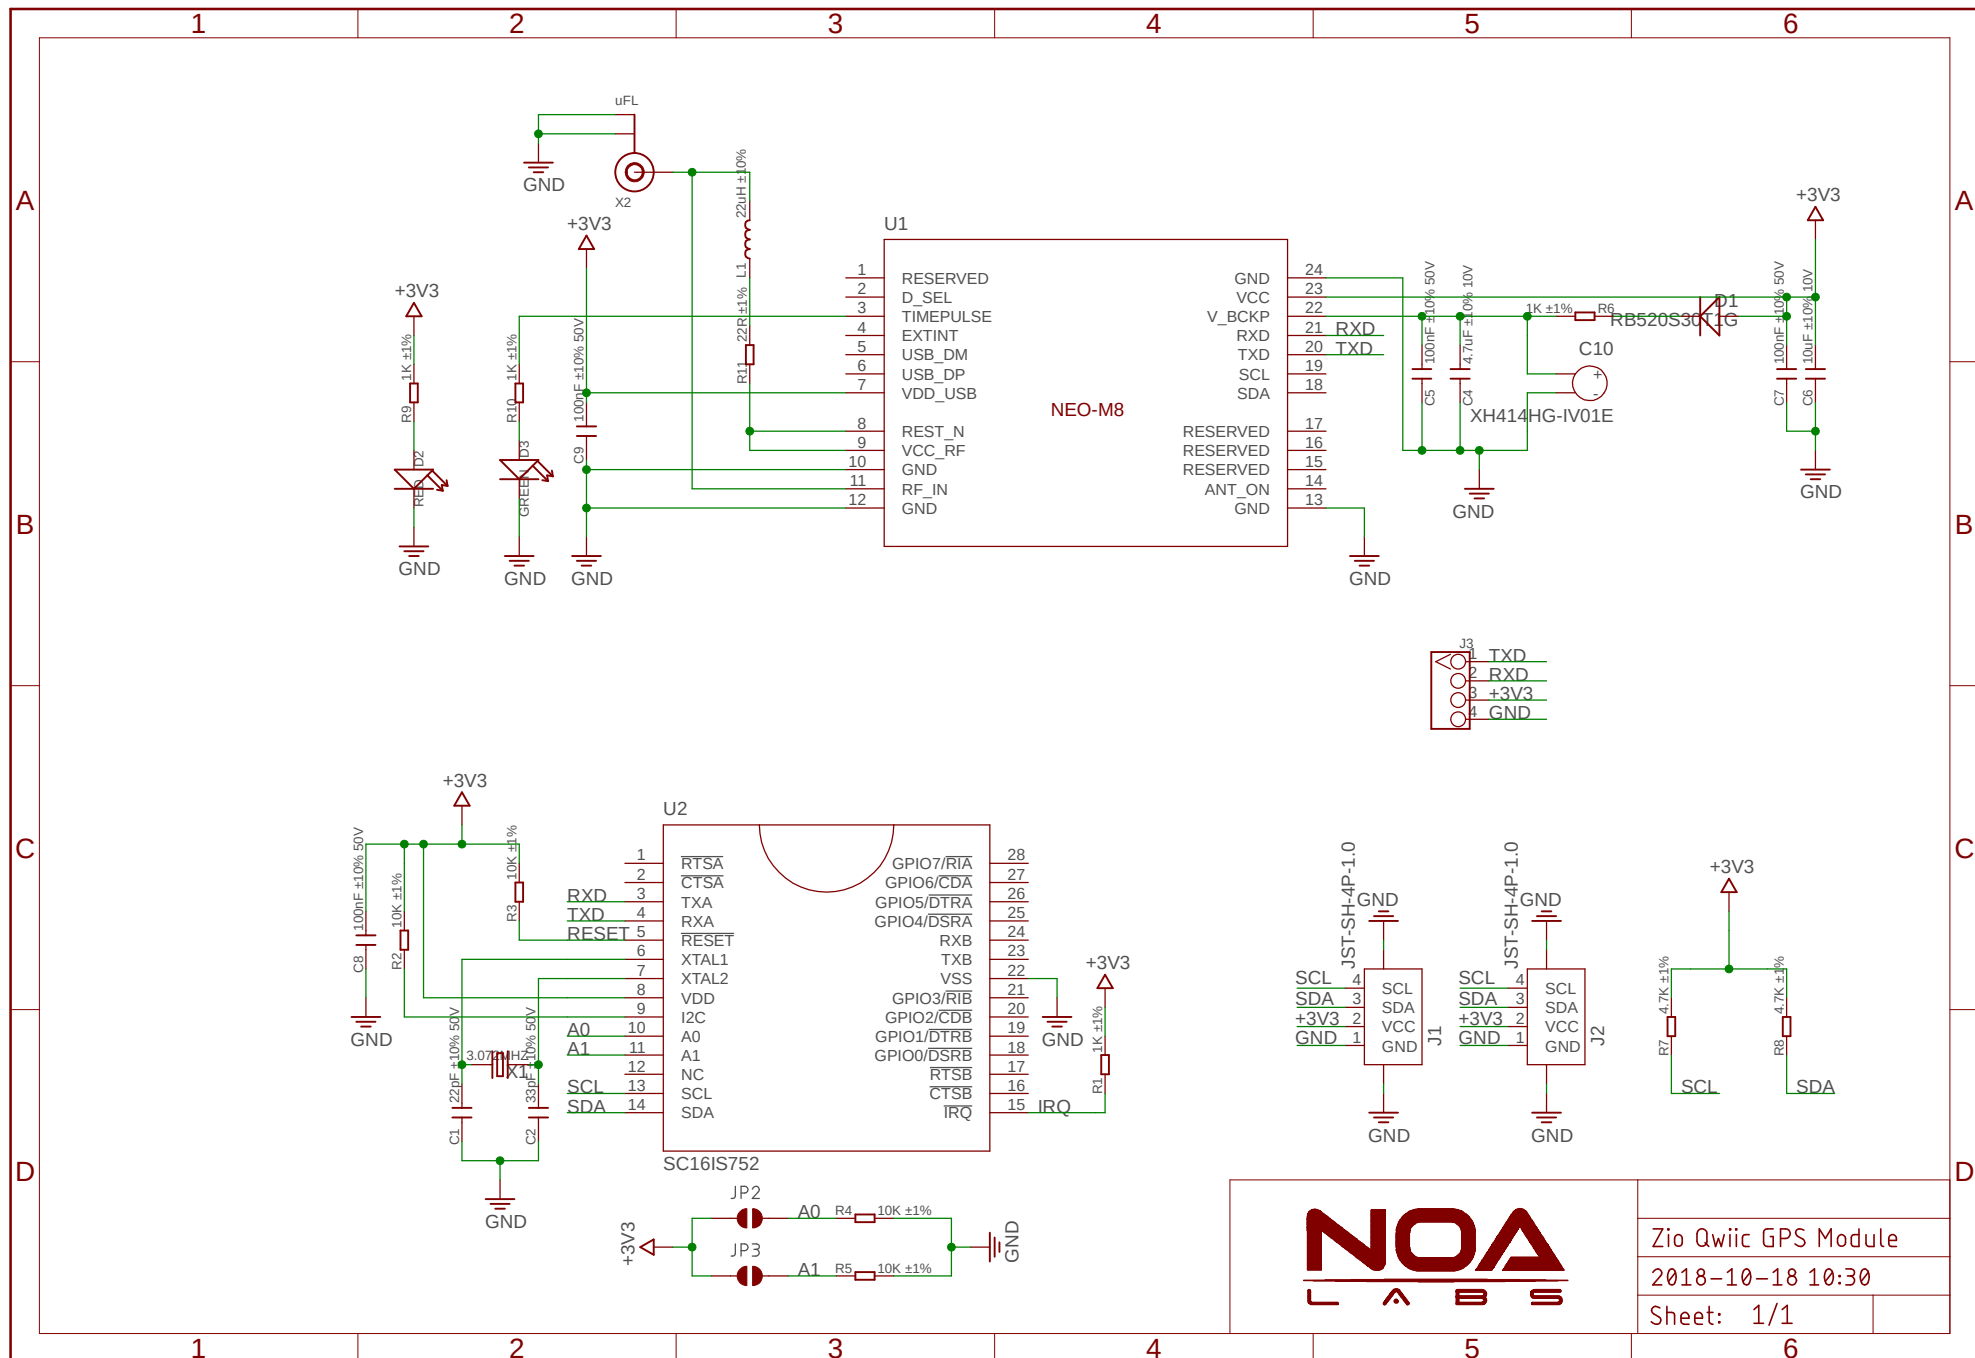 1 2 3 4 5 6
A A
B B
C C
D D
1 2 3 4 5 6
uFL
GND
X2
22uH ±10%
L1
22R ±1%
R11
+3V3
100nF ±10% 50V
C9
GND
+3V3
1K ±1%
R9
D2
RED
GND
1K ±1%
R10
D3
GREEN
GND
U1
NEO-M8
1 RESERVED
2 D_SEL
3 TIMEPULSE
4 EXTINT
5 USB_DM
6 USB_DP
7 VDD_USB
8 REST_N
9 VCC_RF
10 GND
11 RF_IN
12 GND
GND 24
VCC 23
V_BCKP 22
RXD 21 RXD
TXD 20 TXD
SCL 19
SDA 18
RESERVED 17
RESERVED 16
RESERVED 15
ANT_ON 14
GND 13
GND
100nF ±10% 50V
C5
4.7uF ±10% 10V
C4
GND
1K ±1% R6
D1
RB520S30T1G
C10
+
-
XH414HG-IV01E
+3V3
100nF ±10% 50V
C7
10uF ±10% 10V
C6
GND
J3
1 TXD
2 RXD
3 +3V3
4 GND
+3V3
100nF ±10% 50V
C8
GND
10K ±1%
R2
10K ±1%
R3
22pF ±10% 50V
C1
3.072MHZ
X1
33pF ±10% 50V
C2
GND
U2
1 RTSA
2 CTSA
RXD 3 TXA
TXD 4 RXA
RESET 5 RESET
6 XTAL1
7 XTAL2
8 VDD
9 I2C
A0 10 A0
A1 11 A1
12 NC
SCL 13 SCL
SDA 14 SDA
GPIO7/RIA 28
GPIO6/CDA 27
GPIO5/DTRA 26
GPIO4/DSRA 25
RXB 24
TXB 23
VSS 22
GPIO3/RIB 21
GPIO2/CDB 20
GPIO1/DTRB 19
GPIO0/DSRB 18
RTSB 17
CTSB 16
IRQ 15 IRQ
SC16IS752
GND
+3V3
1K ±1%
R1
+3V3
JP2
A0 R4 10K ±1%
JP3
A1 R5 10K ±1%
GND
JST-SH-4P-1.0
GND
SCL 4 SCL
SDA 3 SDA
+3V3 2 VCC
GND 1 GND
J1
GND
JST-SH-4P-1.0
GND
SCL 4 SCL
SDA 3 SDA
+3V3 2 VCC
GND 1 GND
J2
GND
+3V3
4.7K ±1%
R7
SCL
4.7K ±1%
R8
SDA
NOA
LABS
Zio Qwiic GPS Module
2018-10-18 10:30
Sheet: 1/1